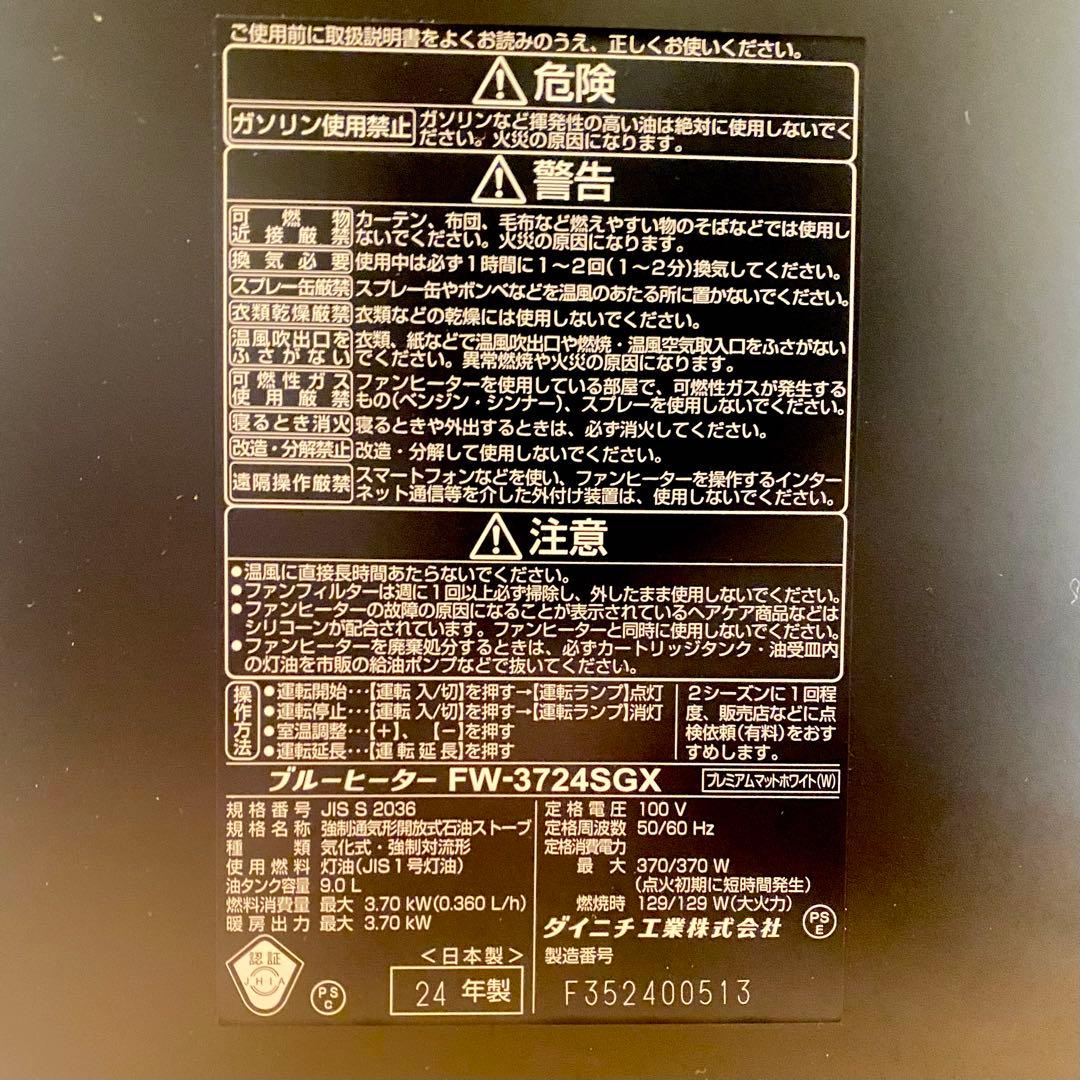 ご使用前に取扱説明書をよくお読みのうえ、正しくお使いください。
危険
ガソリン使用禁止 ガソリンなど揮発性の高い油は絶対に使用しないでく
ださい。火災の原因になります。
警告
可燃物 カーテン、布団、毛布など燃えやすい物のそばなどでは使用し
近接厳禁 ないでください。火災の原因になります。
換気必要 使用中は必ず1時間に1〜2回(1〜2分)換気してください。
スプレー缶厳禁 スプレー缶やボンベなどを温風のあたる所に置かないでください。
衣類乾燥厳禁 衣類などの乾燥には使用しないでください。
温風吹出口を 衣類、紙などで温風吹出口や燃焼・温風空気取入口をふさがない
ふさがない でください。異常燃焼や火災の原因になります。
可燃性ガス ファンヒーターを使用している部屋で、可燃性ガスが発生する
使用厳禁 もの(ベンジン・シンナー)、スプレーを使用しないでください。
寝るとき消火 寝るときや外出するときは、必ず消火してください。
改造・分解禁止 改造・分解して使用しないでください。
遠隔操作厳禁 スマートフォンなどを使い、ファンヒーターを操作するインター
ネット通信等を介した外付け装置は、使用しないでください。
注意
●温風に直接長時間あたらないでください。
●ファンフィルターは週に1回以上必ず掃除し、外したまま使用しないでください。
●ファンヒーターの故障の原因になることが表示されているヘアケア商品などは
シリコーンが配合されています。ファンヒーターと同時に使用しないでください。
●ファンヒーターを廃棄処分するときは、必ずカートリッジタンク・油受皿内
の灯油を市販の給油ポンプなどで抜いてください。
操作方法
●運転開始…【運転 入/切】を押す→【運転ランプ】点灯
●運転停止…【運転 入/切】を押す→【運転ランプ】消灯
●室温調整…【+】、【−】を押す
●運転延長…【運転延長】を押す
2シーズンに1回程
度、販売店などに点
検依頼(有料)をおす
すめします。
ブルーヒーター FW-3724SGX プレミアムマットホワイト(W)
規格番号 JIS S 2036
規格名称 強制通気形開放式石油ストーブ
種類 気化式・強制対流形
使用燃料 灯油(JIS1号灯油)
油タンク容量 9.0 L
燃料消費量 最大 3.70 kW(0.360 L/h)
暖房出力 最大 3.70 kW
定格電圧 100 V
定格周波数 50/60 Hz
定格消費電力
最大 370/370 W
(点火初期に短時間発生)
燃焼時 129/129 W(大火力)
ダイニチ工業株式会社 PS E
認証
JHIA
PS C
<日本製>
24 年製
製造番号
F352400513